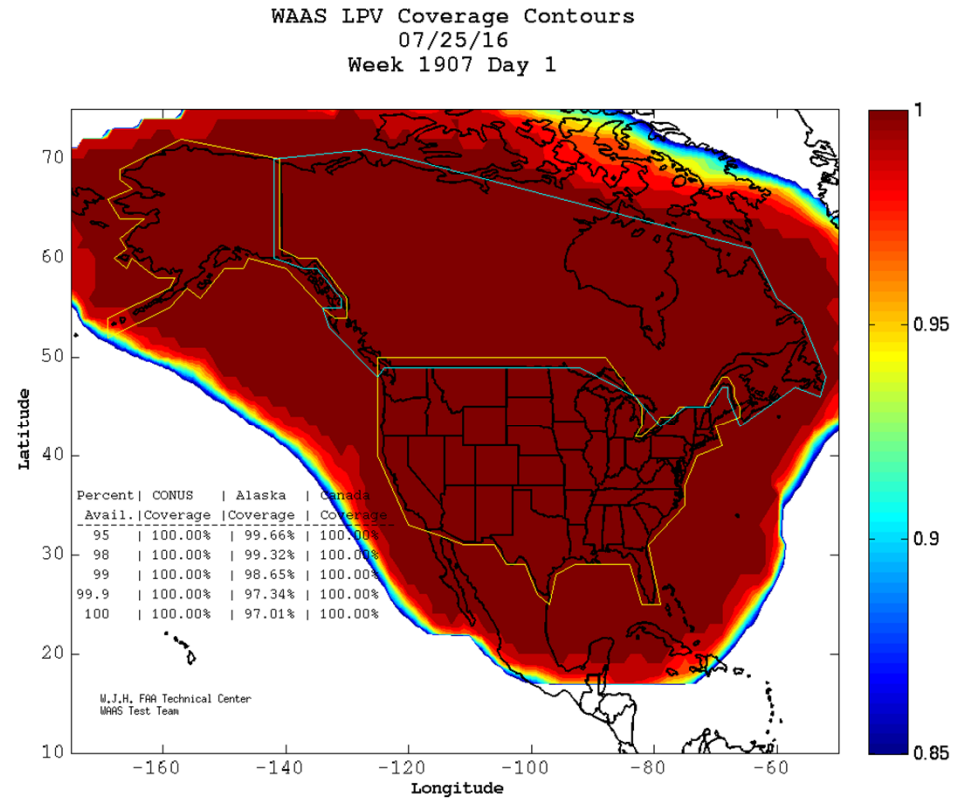 WAAS LPV Coverage Contours
07/25/16
Week 1907 Day 1
1
0.95
0.9
0.85
Latitude
70
60
50
40
30
20
10
Percent| CONUS | Alaska | Canada
Avail. |Coverage |Coverage | Coverage
95 | 100.00% | 99.66% | 100.00%
98 | 100.00% | 99.32% | 100.00%
99 | 100.00% | 98.65% | 100.00%
99.9 | 100.00% | 97.34% | 100.00%
100 | 100.00% | 97.01% | 100.00%
W.J.H. FAA Technical Center
WAAS Test Team
-160 -140 -120 -100 -80 -60
Longitude